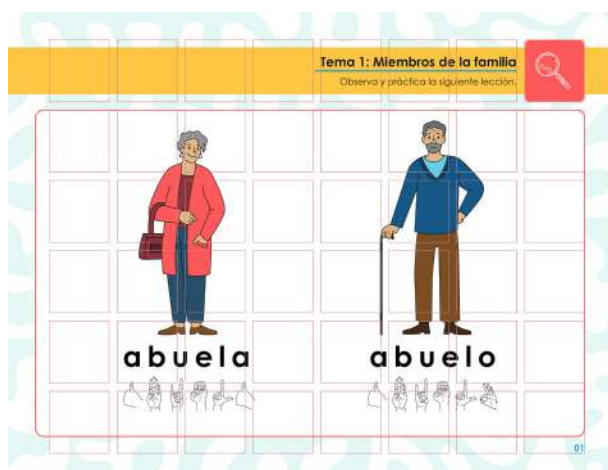 Tema 1: Miembros de la familia
Observa y práctica la siguiente lección.
abuela
abuelo
01